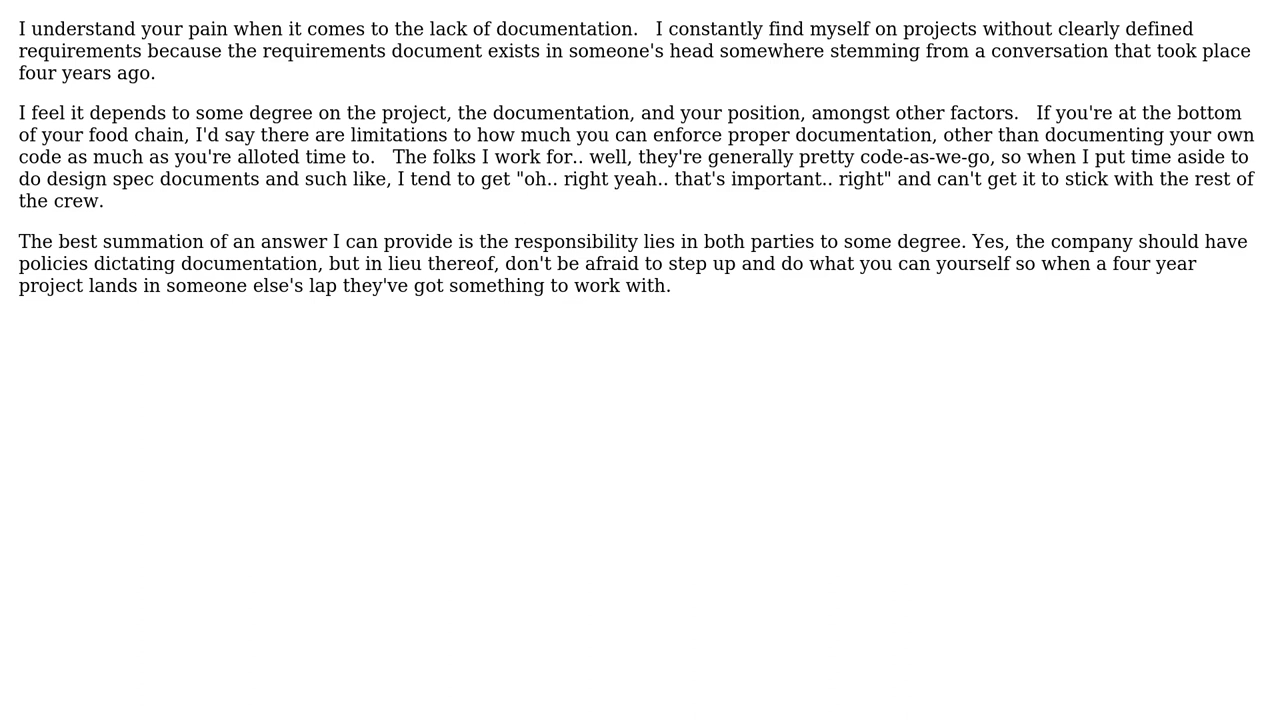 I understand your pain when it comes to the lack of documentation.   I constantly find myself on projects without clearly defined
requirements because the requirements document exists in someone's head somewhere stemming from a conversation that took place
four years ago.
I feel it depends to some degree on the project, the documentation, and your position, amongst other factors.   If you're at the bottom
of your food chain, I'd say there are limitations to how much you can enforce proper documentation, other than documenting your own
code as much as you're alloted time to.   The folks I work for.. well, they're generally pretty code-as-we-go, so when I put time aside to
do design spec documents and such like, I tend to get "oh.. right yeah.. that's important.. right" and can't get it to stick with the rest of
the crew.
The best summation of an answer I can provide is the responsibility lies in both parties to some degree. Yes, the company should have
policies dictating documentation, but in lieu thereof, don't be afraid to step up and do what you can yourself so when a four year
project lands in someone else's lap they've got something to work with.